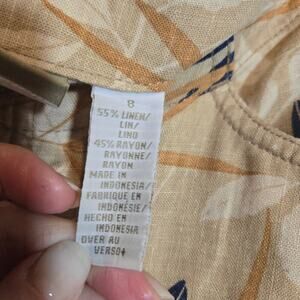 8
55% LINEN/
LIN/
LINO
45% RAYON/
RAYONNE/
RAYON
MADE IN
INDONESIA/
FABRIQUE EN
INDONÉSIE/
HECHO EN
INDONESIA
OVER AU
VERSO